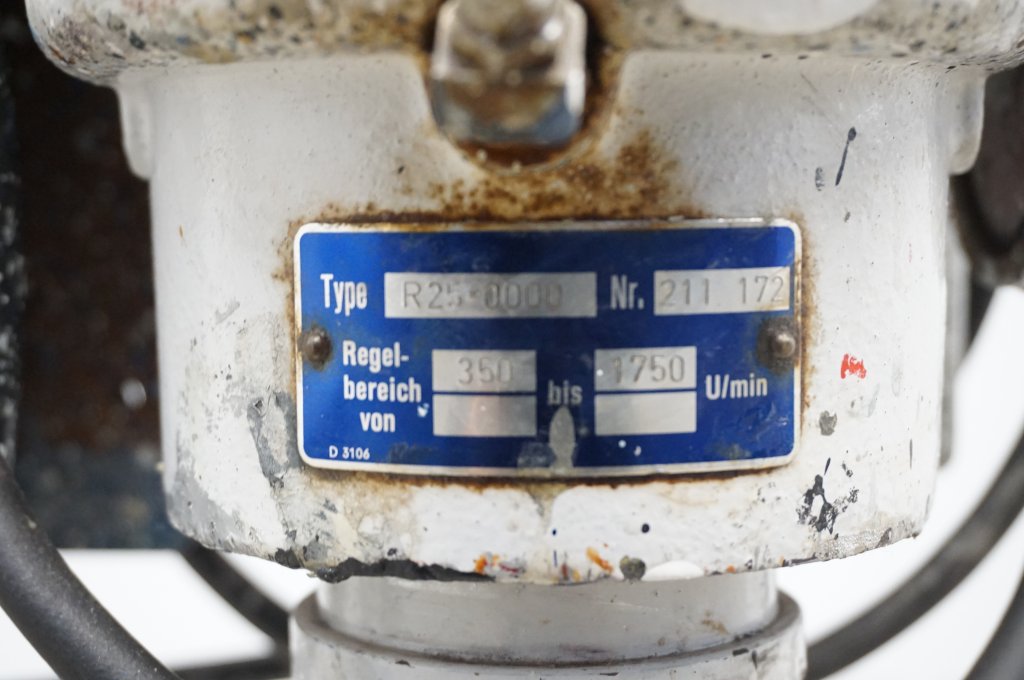 Type R25-0000 Nr. 211 172
Regel-
bereich 350 bis 1750 U/min
von
D 3106